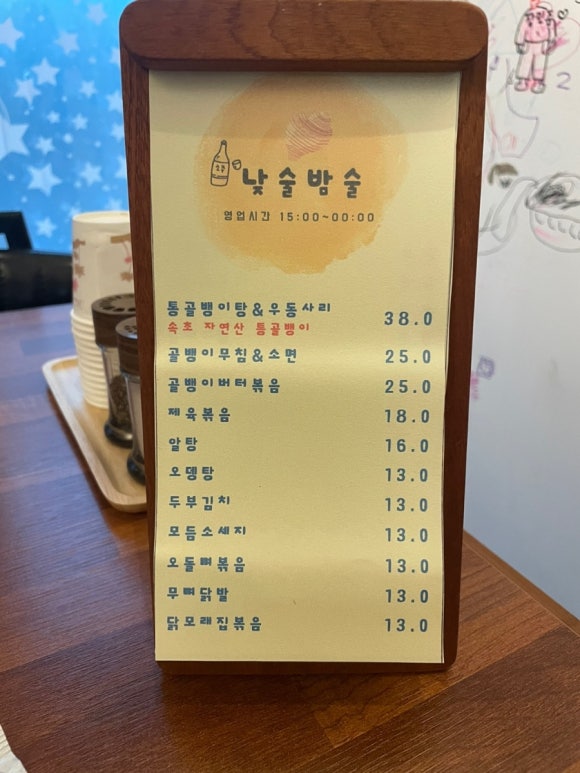 낮술밤술
영업시간 15:00~00:00
통골뱅이탕&우동사리 38.0
속초 자연산 통골뱅이
골뱅이무침&소면 25.0
골뱅이버터볶음 25.0
제육볶음 18.0
알탕 16.0
오뎅탕 13.0
두부김치 13.0
모듬소세지 13.0
오돌뼈볶음 13.0
무뼈닭발 13.0
닭모래집볶음 13.0
2